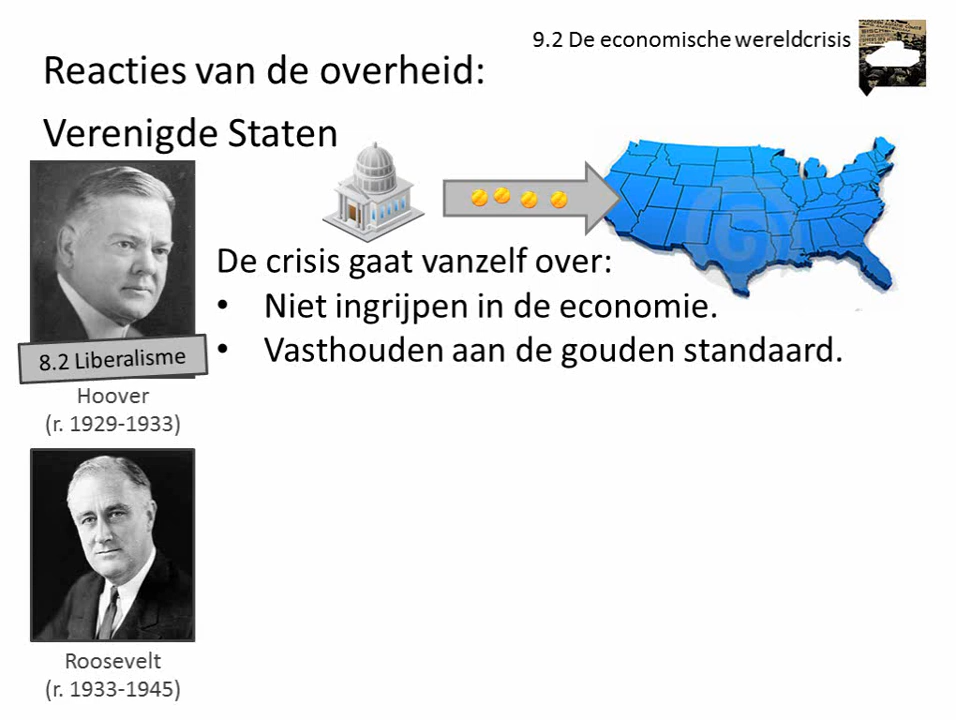 9.2 De economische wereldcrisis
Reacties van de overheid:
Verenigde Staten
De crisis gaat vanzelf over:
• Niet ingrijpen in de economie.
• Vasthouden aan de gouden standaard.
8.2 Liberalisme
Hoover
(r. 1929-1933)
Roosevelt
(r. 1933-1945)